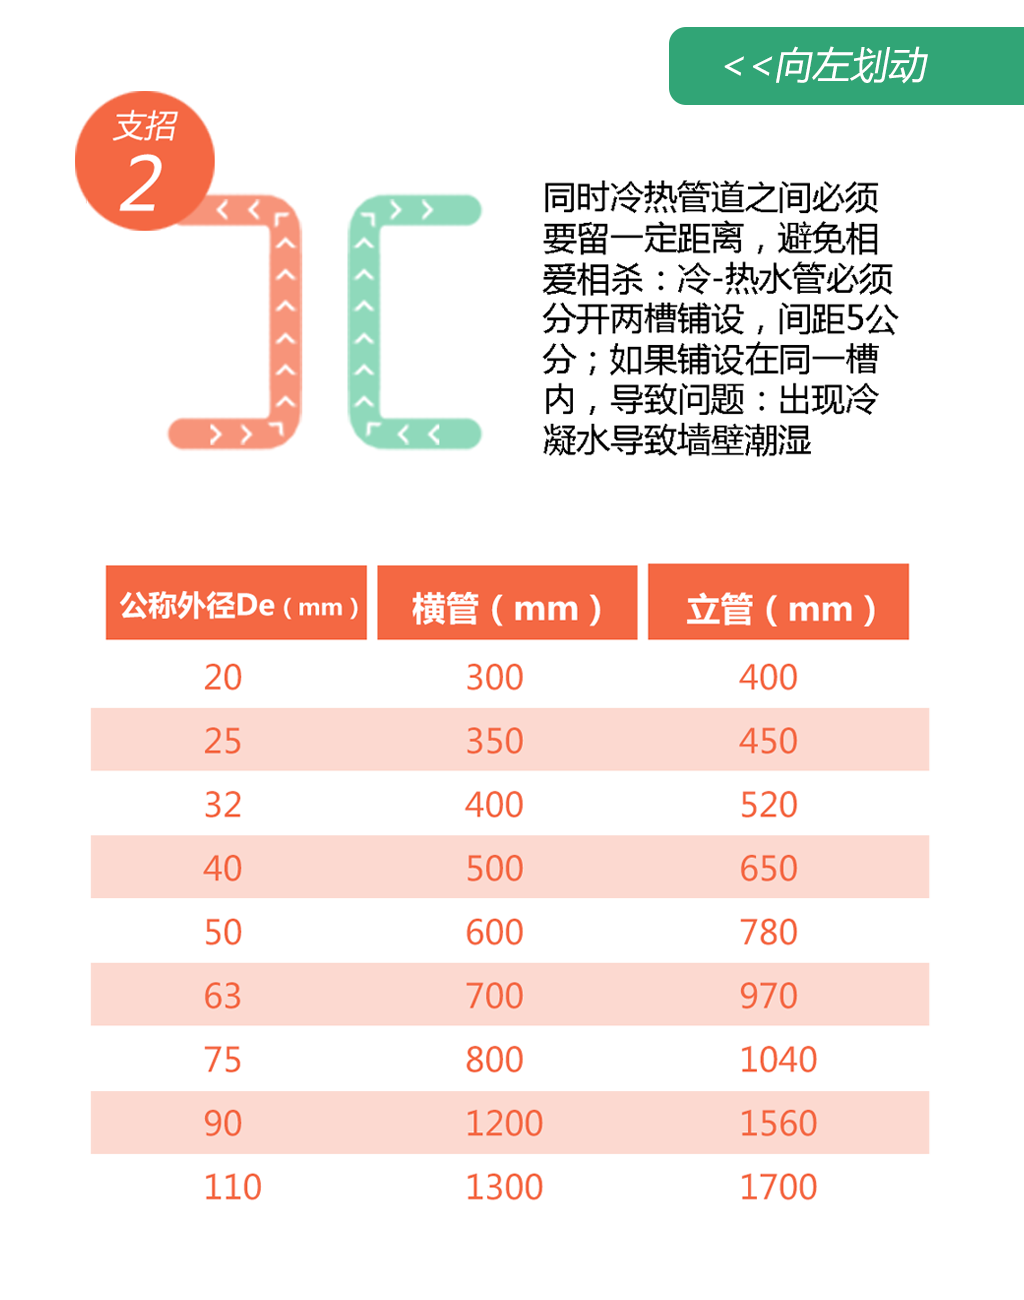 <<向左划动
支招
2
同时冷热管道之间必须
要留一定距离，避免相
爱相杀：冷-热水管必须
分开两槽铺设，间距5公
分；如果铺设在同一槽
内，导致问题：出现冷
凝水导致墙壁潮湿
公称外径De（mm） 横管（mm） 立管（mm）
20 300 400
25 350 450
32 400 520
40 500 650
50 600 780
63 700 970
75 800 1040
90 1200 1560
110 1300 1700